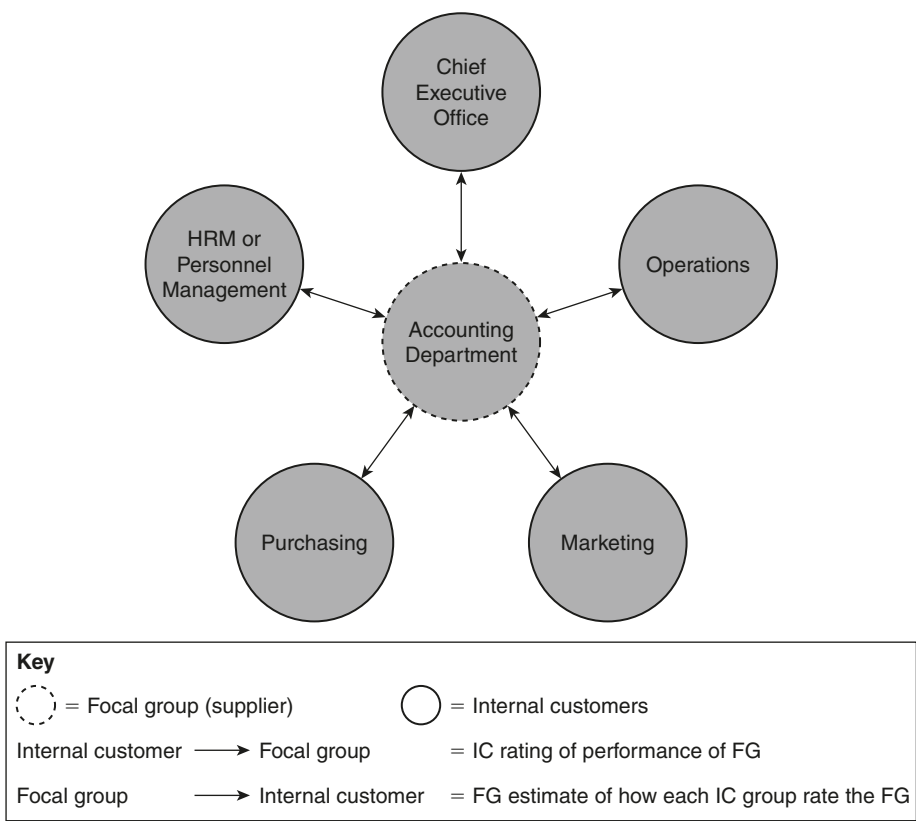 Chief
Executive
Office
HRM or
Personnel
Management
Operations
Accounting
Department
Purchasing
Marketing
Key
= Focal group (supplier)
= Internal customers
Internal customer → Focal group = IC rating of performance of FG
Focal group → Internal customer = FG estimate of how each IC group rate the FG